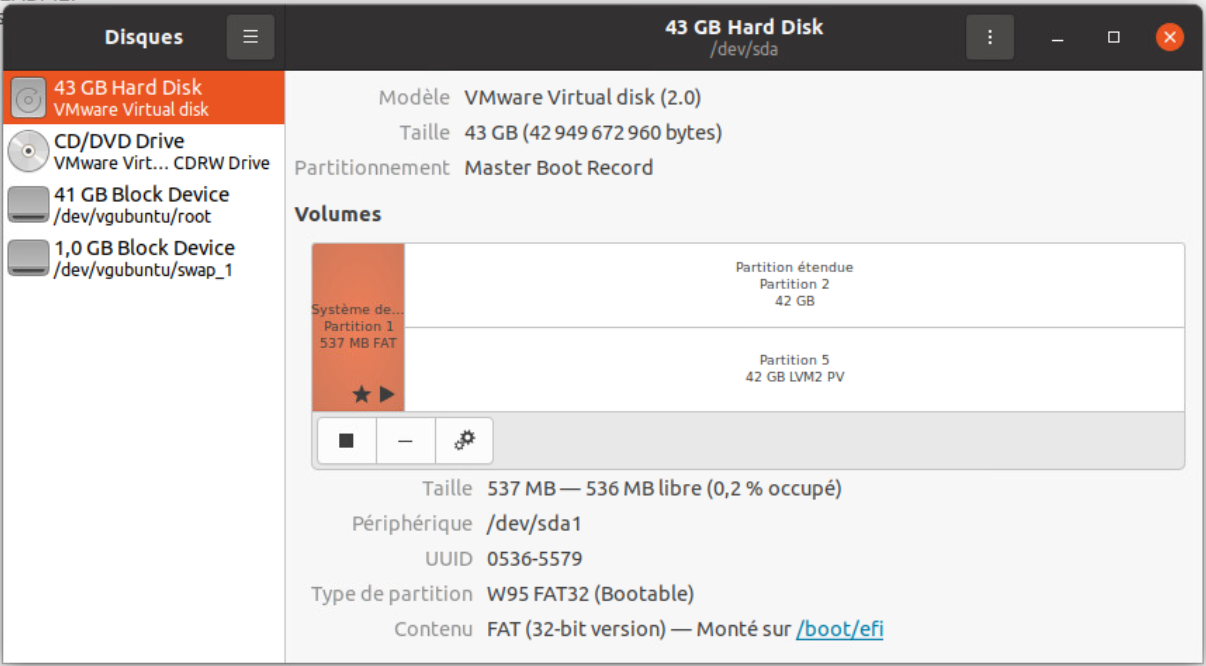 Disques
43 GB Hard Disk
/dev/sda
43 GB Hard Disk
VMware Virtual disk
CD/DVD Drive
VMware Virt… CDRW Drive
41 GB Block Device
/dev/vgubuntu/root
1,0 GB Block Device
/dev/vgubuntu/swap_1
Modèle VMware Virtual disk (2.0)
Taille 43 GB (42 949 672 960 bytes)
Partitionnement Master Boot Record
Volumes
Système de…
Partition 1
537 MB FAT
Partition étendue
Partition 2
42 GB
Partition 5
42 GB LVM2 PV
Taille 537 MB — 536 MB libre (0,2 % occupé)
Périphérique /dev/sda1
UUID 0536-5579
Type de partition W95 FAT32 (Bootable)
Contenu FAT (32-bit version) — Monté sur /boot/efi